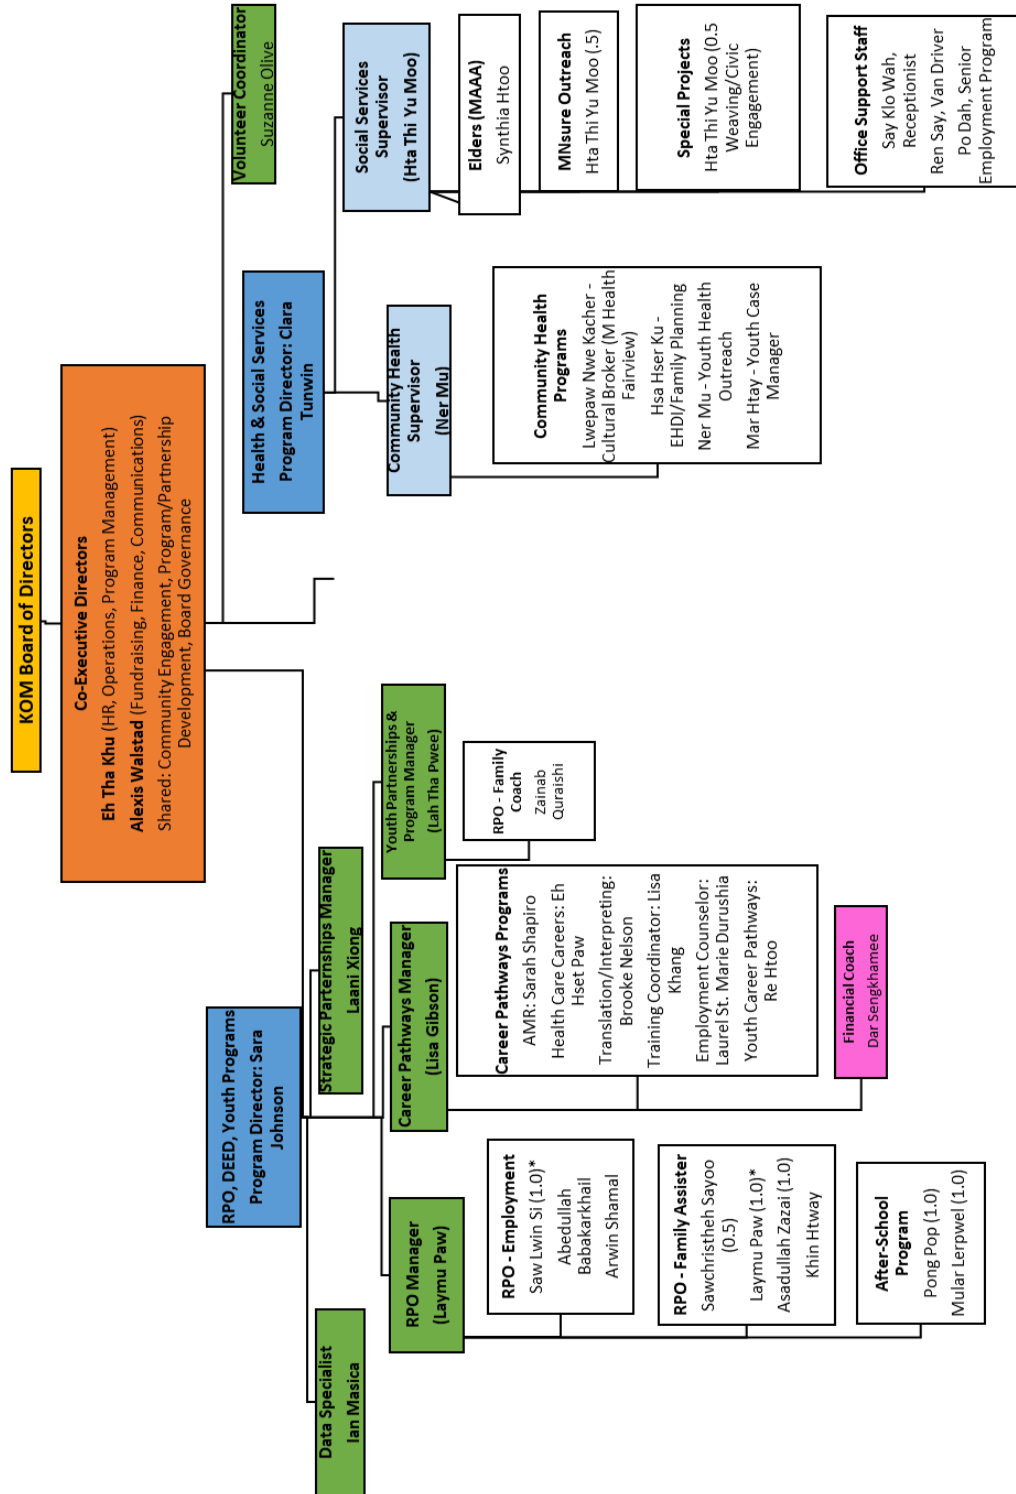 KOM Board of Directors
Co-Executive Directors
Eh Tha Khu (HR, Operations, Program Management)
Alexis Walstad (Fundraising, Finance, Communications)
Shared: Community Engagement, Program/Partnership
Development, Board Governance
RPO, DEED, Youth Programs
Program Director: Sara
Johnson
Health & Social Services
Program Director: Clara
Tunwin
Volunteer Coordinator
Suzanne Olive
Data Specialist
Ian Masica
Strategic Parternships Manager
Laani Xiong
RPO Manager
(Laymu Paw)
Career Pathways Manager
(Lisa Gibson)
Youth Partnerships &
Program Manager
(Lah Tha Pwee)
Community Health
Supervisor
(Ner Mu)
Social Services
Supervisor
(Hta Thi Yu Moo)
RPO - Employment
Saw Lwin Si (1.0)*
Abedullah
Babakarkhail
Arwin Shamal
RPO - Family Assister
Sawchristheh Sayoo
(0.5)
Laymu Paw (1.0)*
Asadullah Zazai (1.0)
Khin Htway
After-School
Program
Pong Pop (1.0)
Mular Lerpwel (1.0)
Career Pathways Programs
AMR: Sarah Shapiro
Health Care Careers: Eh
Hset Paw
Translation/Interpreting:
Brooke Nelson
Training Coordinator: Lisa
Khang
Employment Counselor:
Laurel St. Marie Durushia
Youth Career Pathways:
Re Htoo
Financial Coach
Dar Sengkhamee
RPO - Family
Coach
Zainab
Quraishi
Community Health
Programs
Lwepaw Nwe Kacher -
Cultural Broker (M Health
Fairview)
Hsa Hser Ku -
EHDI/Family Planning
Ner Mu - Youth Health
Outreach
Mar Htay - Youth Case
Manager
Elders (MAAA)
Synthia Htoo
MNsure Outreach
Hta Thi Yu Moo (.5)
Special Projects
Hta Thi Yu Moo (0.5
Weaving/Civic
Engagement)
Office Support Staff
Say Klo Wah,
Receptionist
Ren Say, Van Driver
Po Dah, Senior
Employment Program